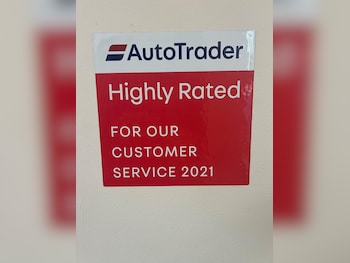 AutoTrader
Highly Rated
FOR OUR
CUSTOMER
SERVICE 2021